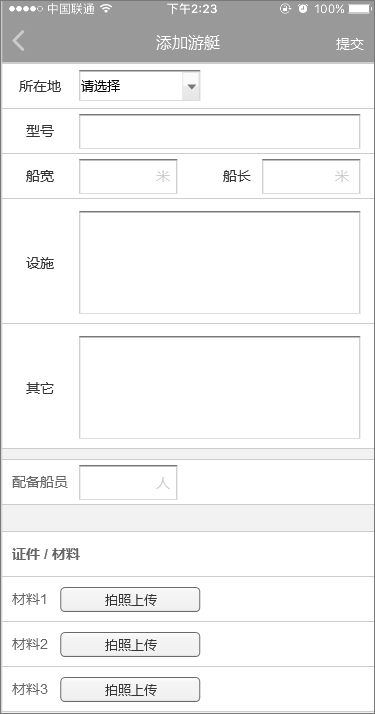 中国联通 下午2:23 100%
添加游艇 提交
所在地 请选择
型号
船宽 米 船长 米
设施
其它
配备船员 人
证件 / 材料
材料1 拍照上传
材料2 拍照上传
材料3 拍照上传